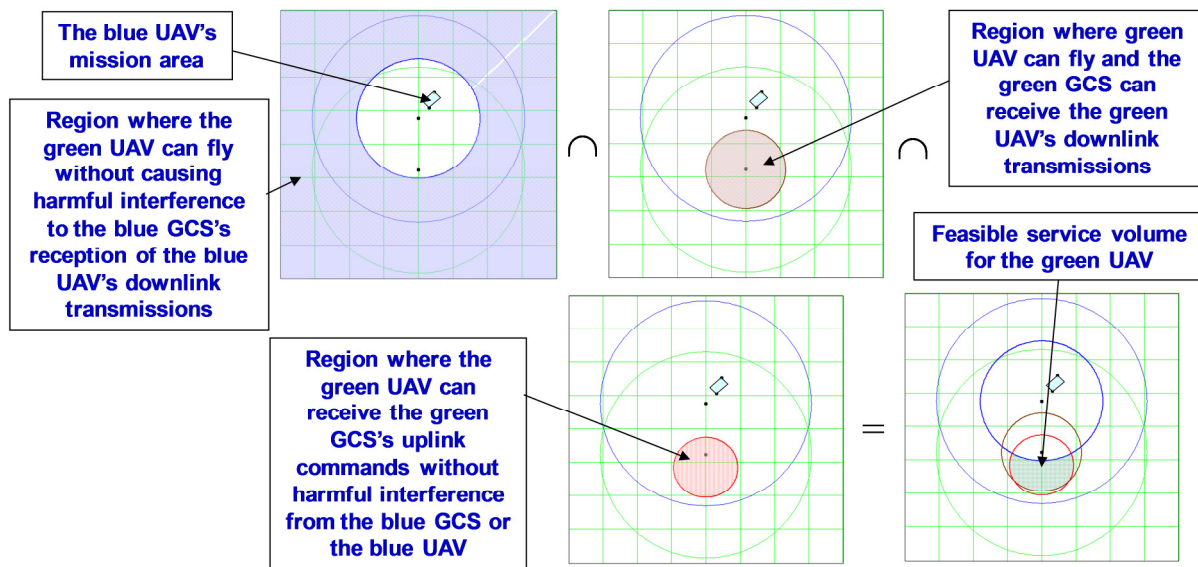 The blue UAV's
mission area
Region where the
green UAV can fly
without causing
harmful interference
to the blue GCS's
reception of the blue
UAV's downlink
transmissions
∩
∩
Region where green
UAV can fly and the
green GCS can
receive the green
UAV's downlink
transmissions
Feasible service volume
for the green UAV
Region where the
green UAV can
receive the green
GCS's uplink
commands without
harmful interference
from the blue GCS or
the blue UAV
=